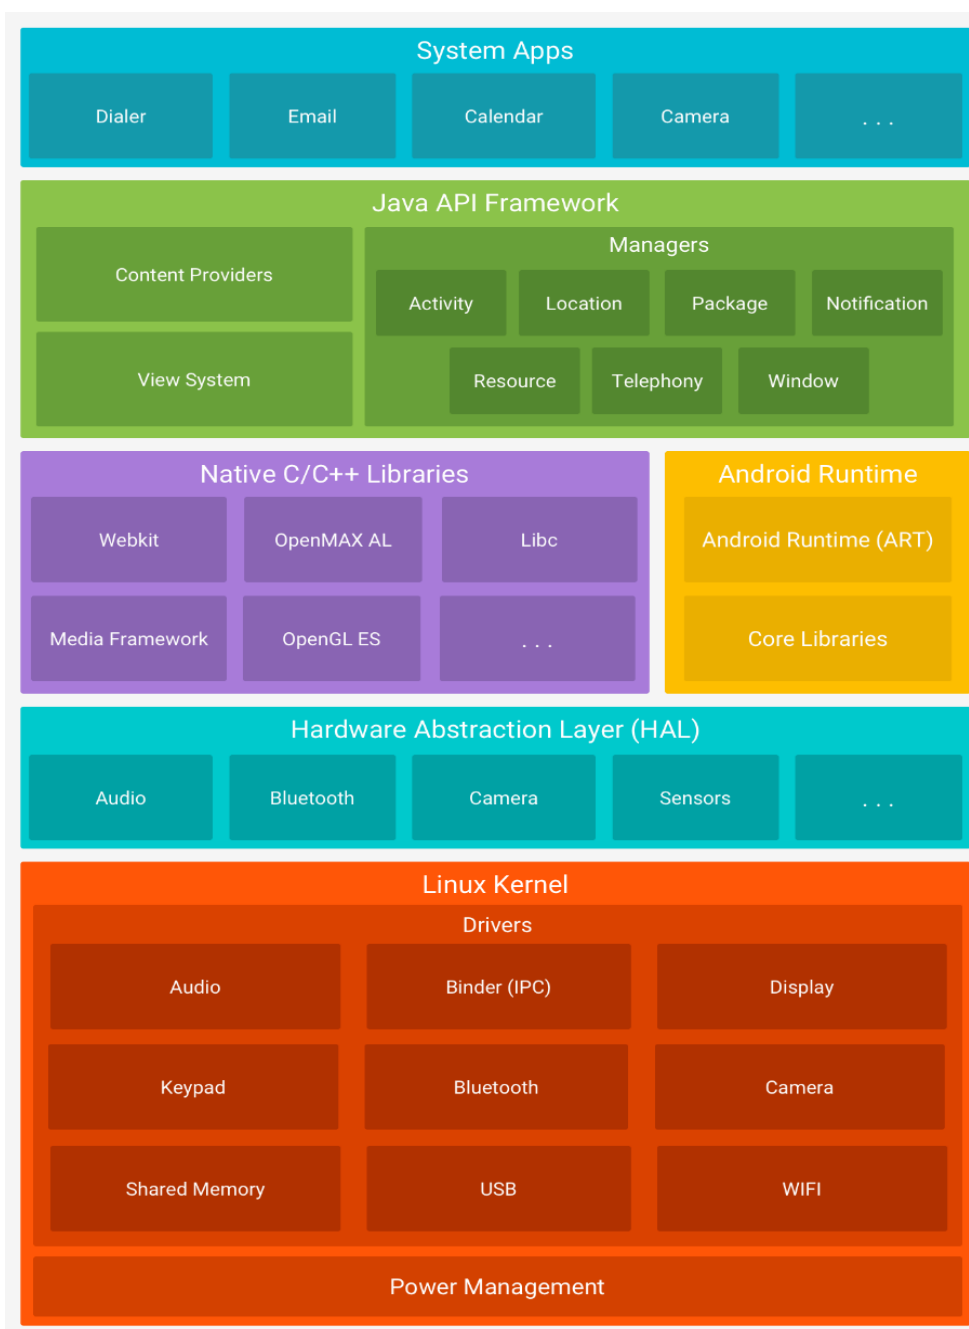 System Apps
Dialer
Email
Calendar
Camera
. . .
Java API Framework
Content Providers
View System
Managers
Activity
Location
Package
Notification
Resource
Telephony
Window
Native C/C++ Libraries
Webkit
OpenMAX AL
Libc
Media Framework
OpenGL ES
. . .
Android Runtime
Android Runtime (ART)
Core Libraries
Hardware Abstraction Layer (HAL)
Audio
Bluetooth
Camera
Sensors
. . .
Linux Kernel
Drivers
Audio
Binder (IPC)
Display
Keypad
Bluetooth
Camera
Shared Memory
USB
WIFI
Power Management